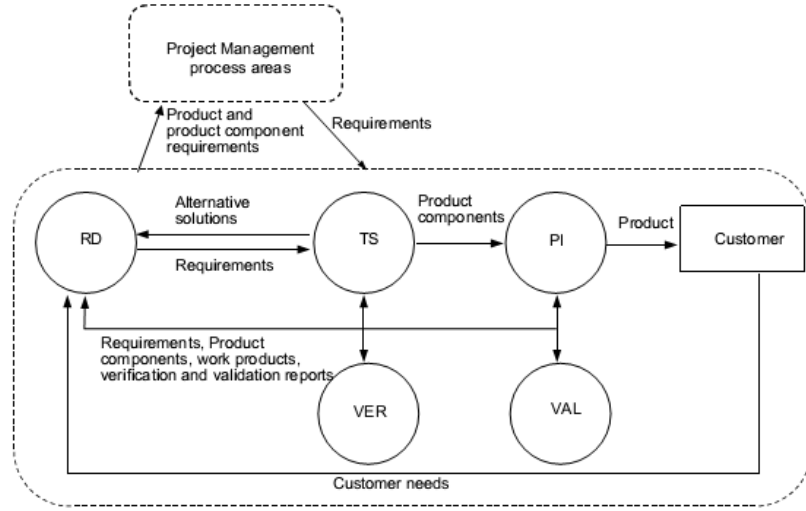 Project Management
process areas
Product and
product component
requirements
Requirements
Alternative
solutions
Product
components
Product
RD
TS
PI
Customer
Requirements
Requirements, Product
components, work products,
verification and validation reports
VER
VAL
Customer needs